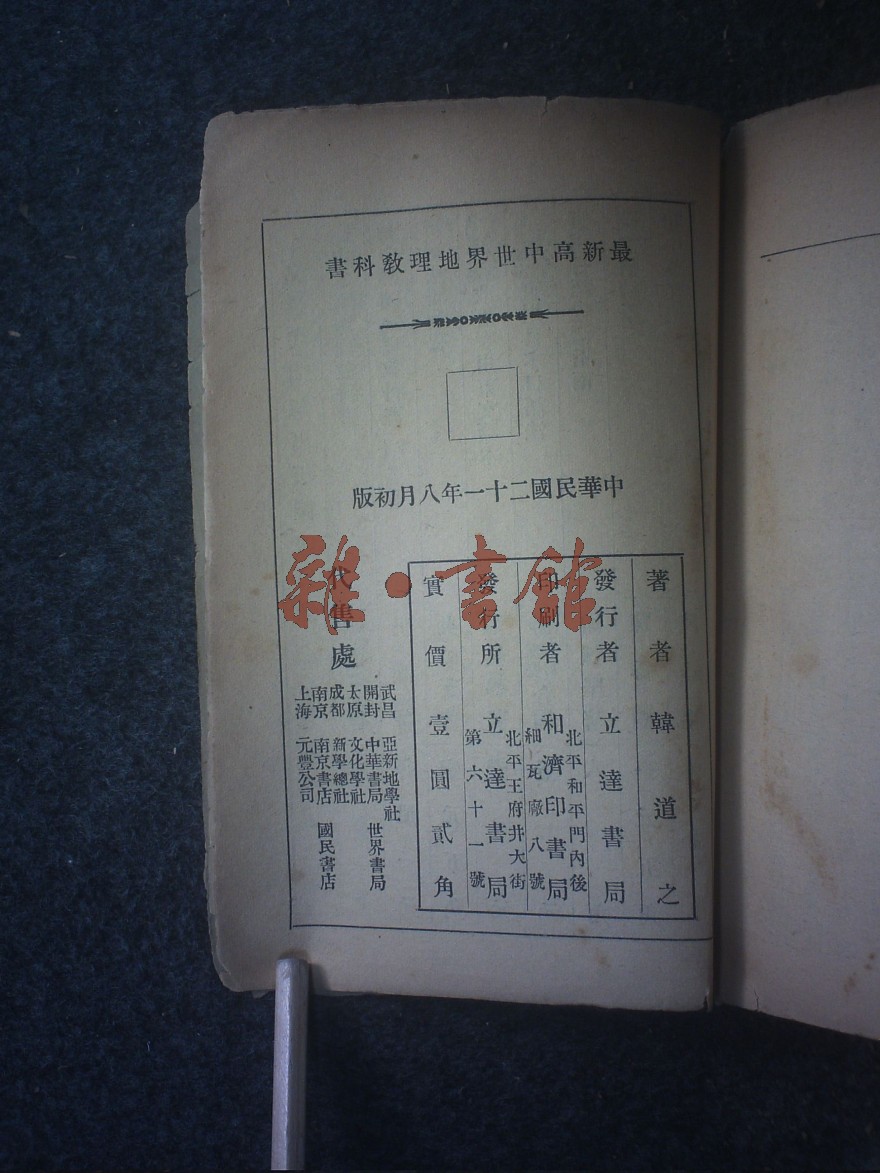 最新高中世界地理教科書
中華民國二十一年八月初版
著者 韓道之
發行者 立達書局
印刷者 和濟印書局
北平和平門內後
細瓦廠八號
發行所 立達書局
北平王府井大街
第六十一號
實價壹圓貳角
代售處
武昌 亞新地學社
開封 中華書局 世界書局
太原 文化學社
成都 新學總社
南京 南京書店 國民書店
上海 元豐公司
雜·書館